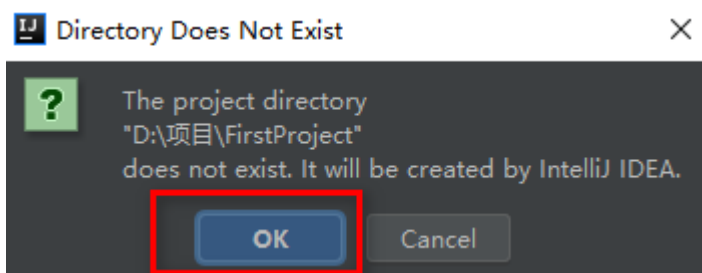 Directory Does Not Exist
The project directory
"D:\项目\FirstProject"
does not exist. It will be created by IntelliJ IDEA.
OK
Cancel